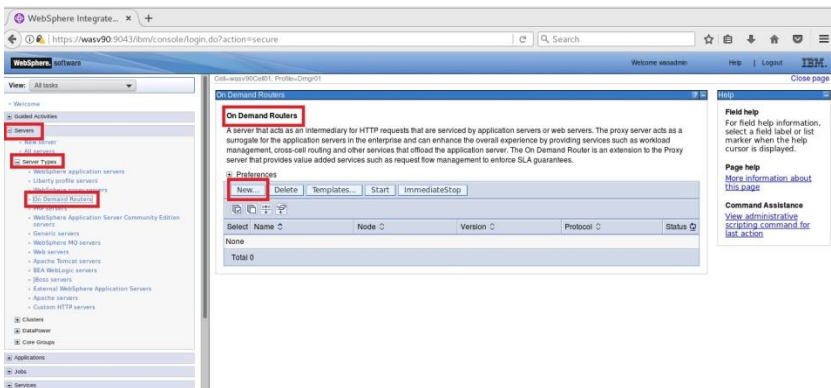 WebSphere Integrate... × +
https://wasv90:9043/ibm/console/login.do?action=secure
Search
WebSphere. software
Welcome wasadmin
Help | Logout
IBM.
View: All tasks
Cell=wasv90Cell01, Profile=Dmgr01
Close page
Welcome
Guided Activities
Servers
New server
All servers
Server Types
WebSphere application servers
Liberty profile servers
WebSphere proxy servers
On Demand Routers
PHP servers
WebSphere Application Server Community Edition
servers
Generic servers
WebSphere MQ servers
Web servers
Apache Tomcat servers
BEA WebLogic servers
JBoss servers
External WebSphere Application Servers
Apache servers
Custom HTTP servers
Clusters
DataPower
Core Groups
Applications
Jobs
Services
On Demand Routers
On Demand Routers
A server that acts as an intermediary for HTTP requests that are serviced by application servers or web servers. The proxy server acts as a
surrogate for the application servers in the enterprise and can enhance the overall experience by providing services such as workload
management, cross-cell routing and other services that offload the application server. The On Demand Router is an extension to the Proxy
server that provides value added services such as request flow management to enforce SLA guarantees.
Preferences
New... Delete Templates... Start ImmediateStop
Select Name Node Version Protocol Status
None
Total 0
Help
Field help
For field help information,
select a field label or list
marker when the help
cursor is displayed.
Page help
More information about
this page
Command Assistance
View administrative
scripting command for
last action